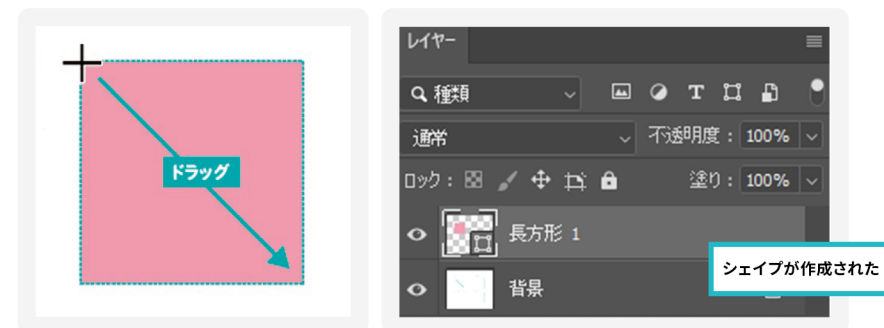 ドラッグ
レイヤー
種類
通常
不透明度： 100%
ロック： 塗り： 100%
長方形 1
背景
シェイプが作成された